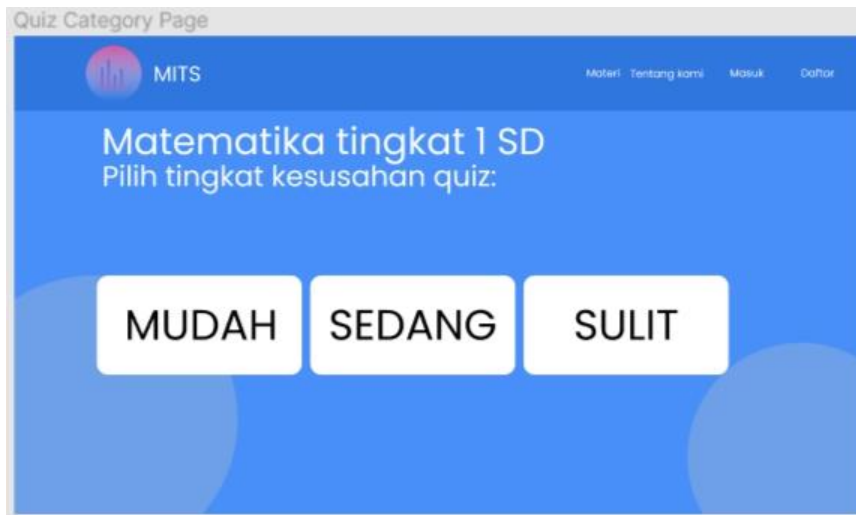 Quiz Category Page
MITS Materi Tentang kami Masuk Daftar
Matematika tingkat 1 SD
Pilih tingkat kesusahan quiz:
MUDAH SEDANG SULIT